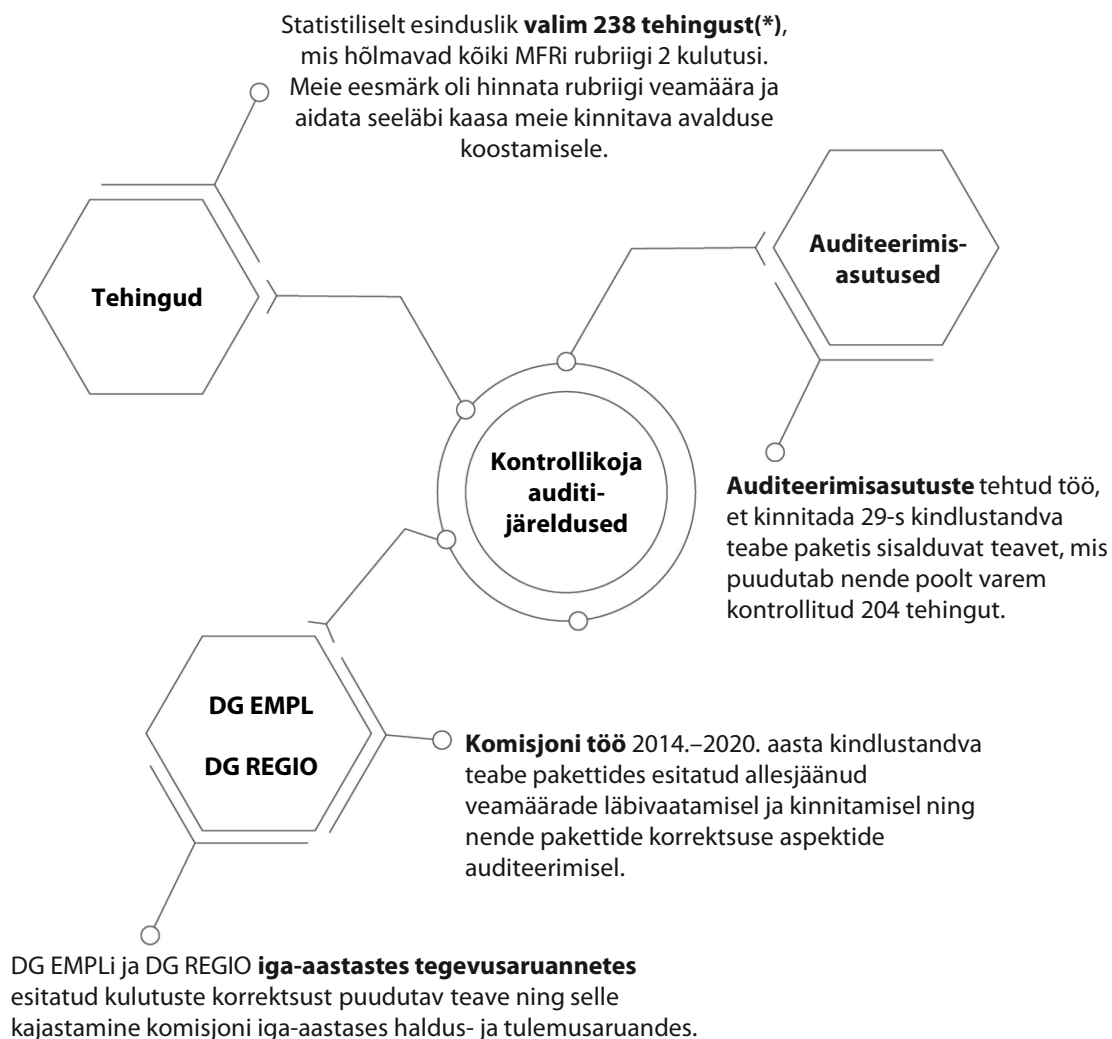 Statistiliselt esinduslik valim 238 tehingust(*),
mis hõlmavad kõiki MFRi rubriigi 2 kulutusi.
Meie eesmärk oli hinnata rubriigi veamäära ja
aidata seeläbi kaasa meie kinnitava avalduse
koostamisele.
Tehingud
Auditeerimis-
asutused
Kontrollikoja
auditi-
järeldused
Auditeerimisasutuste tehtud töö,
et kinnitada 29-s kindlustandva
teabe paketis sisalduvat teavet, mis
puudutab nende poolt varem
kontrollitud 204 tehingut.
DG EMPL
DG REGIO
Komisjoni töö 2014.–2020. aasta kindlustandva
teabe pakettides esitatud allesjäänud
veamäärade läbivaatamisel ja kinnitamisel ning
nende pakettide korrektsuse aspektide
auditeerimisel.
DG EMPLi ja DG REGIO iga-aastastes tegevusaruannetes
esitatud kulutuste korrektsust puudutav teave ning selle
kajastamine komisjoni iga-aastases haldus- ja tulemusaruandes.